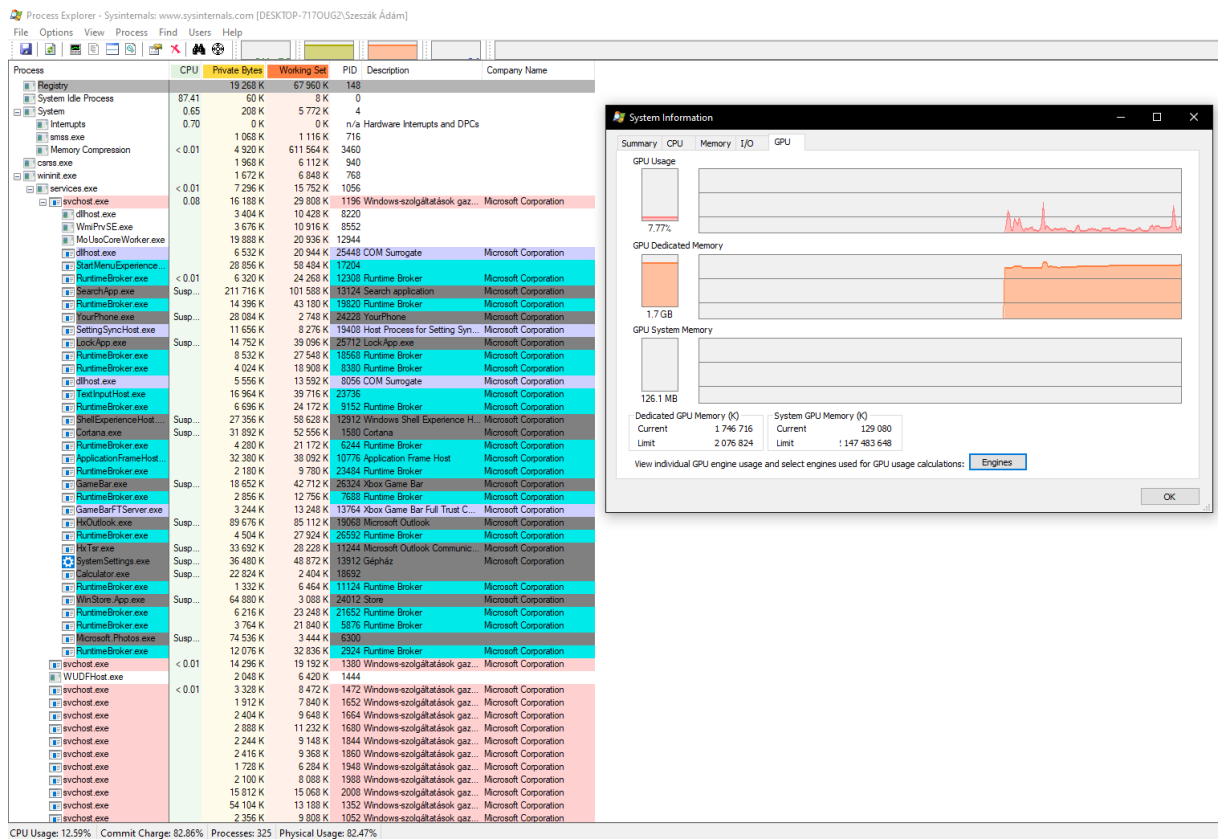 Process Explorer - Sysinternals: www.sysinternals.com [DESKTOP-717OUG2\Szeszák Ádám]
File Options View Process Find Users Help
Process CPU Private Bytes Working Set PID Description Company Name
Registry 19 268 K 67 960 K 148
System Idle Process 87.41 60 K 8 K 0
System 0.65 208 K 5 772 K 4
Interrupts 0.70 0 K 0 K n/a Hardware Interrupts and DPCs
smss.exe 1 068 K 1 116 K 716
Memory Compression < 0.01 4 920 K 611 564 K 3460
csrss.exe 1 968 K 6 112 K 940
wininit.exe 1 672 K 6 848 K 768
services.exe < 0.01 7 296 K 15 752 K 1056
svchost.exe 0.08 16 188 K 29 808 K 1196 Windows-szolgáltatások gaz... Microsoft Corporation
dllhost.exe 3 404 K 10 428 K 8220
WmiPrvSE.exe 3 676 K 10 916 K 8552
MoUsoCoreWorker.exe 19 888 K 20 936 K 12944
dllhost.exe 6 532 K 20 944 K 25448 COM Surrogate Microsoft Corporation
StartMenuExperience... 28 856 K 58 484 K 17204
RuntimeBroker.exe < 0.01 6 320 K 24 268 K 12308 Runtime Broker Microsoft Corporation
SearchApp.exe Susp... 211 716 K 101 588 K 13124 Search application Microsoft Corporation
RuntimeBroker.exe 14 396 K 43 180 K 19820 Runtime Broker Microsoft Corporation
YourPhone.exe Susp... 28 084 K 2 748 K 24228 YourPhone Microsoft Corporation
SettingSyncHost.exe 11 656 K 8 276 K 19408 Host Process for Setting Syn... Microsoft Corporation
LockApp.exe Susp... 14 752 K 39 096 K 25712 LockApp.exe Microsoft Corporation
RuntimeBroker.exe 8 532 K 27 548 K 18568 Runtime Broker Microsoft Corporation
RuntimeBroker.exe 4 024 K 18 908 K 8380 Runtime Broker Microsoft Corporation
dllhost.exe 5 556 K 13 592 K 8056 COM Surrogate Microsoft Corporation
TextInputHost.exe 16 964 K 39 716 K 23736 Microsoft Corporation
RuntimeBroker.exe 6 696 K 24 172 K 9152 Runtime Broker Microsoft Corporation
ShellExperienceHost.... Susp... 27 356 K 58 628 K 12912 Windows Shell Experience H... Microsoft Corporation
Cortana.exe Susp... 31 892 K 52 556 K 1580 Cortana Microsoft Corporation
RuntimeBroker.exe 4 280 K 21 172 K 6244 Runtime Broker Microsoft Corporation
ApplicationFrameHost... 32 380 K 38 092 K 10776 Application Frame Host Microsoft Corporation
RuntimeBroker.exe 2 180 K 9 780 K 23484 Runtime Broker Microsoft Corporation
GameBar.exe Susp... 18 652 K 42 712 K 26324 Xbox Game Bar Microsoft Corporation
RuntimeBroker.exe 2 856 K 12 756 K 7688 Runtime Broker Microsoft Corporation
GameBarFTServer.exe 3 244 K 13 248 K 13764 Xbox Game Bar Full Trust C... Microsoft Corporation
HxOutlook.exe Susp... 89 676 K 85 112 K 19068 Microsoft Outlook Microsoft Corporation
RuntimeBroker.exe 4 504 K 27 924 K 26592 Runtime Broker Microsoft Corporation
HxTsr.exe Susp... 33 692 K 28 228 K 11244 Microsoft Outlook Communic... Microsoft Corporation
SystemSettings.exe Susp... 36 480 K 48 872 K 13912 Gépház Microsoft Corporation
Calculator.exe Susp... 22 824 K 2 404 K 18692
RuntimeBroker.exe 1 332 K 6 464 K 11124 Runtime Broker Microsoft Corporation
WinStore.App.exe Susp... 64 880 K 3 088 K 24012 Store Microsoft Corporation
RuntimeBroker.exe 6 216 K 23 248 K 21652 Runtime Broker Microsoft Corporation
RuntimeBroker.exe 3 764 K 21 840 K 5876 Runtime Broker Microsoft Corporation
Microsoft.Photos.exe Susp... 74 536 K 3 444 K 6300
RuntimeBroker.exe 12 076 K 32 836 K 2924 Runtime Broker Microsoft Corporation
svchost.exe < 0.01 14 296 K 19 192 K 1380 Windows-szolgáltatások gaz... Microsoft Corporation
WUDFHost.exe 2 048 K 6 420 K 1444
svchost.exe < 0.01 3 328 K 8 472 K 1472 Windows-szolgáltatások gaz... Microsoft Corporation
svchost.exe 1 912 K 7 840 K 1652 Windows-szolgáltatások gaz... Microsoft Corporation
svchost.exe 2 404 K 9 648 K 1664 Windows-szolgáltatások gaz... Microsoft Corporation
svchost.exe 2 888 K 11 232 K 1680 Windows-szolgáltatások gaz... Microsoft Corporation
svchost.exe 2 244 K 9 148 K 1844 Windows-szolgáltatások gaz... Microsoft Corporation
svchost.exe 2 416 K 9 368 K 1860 Windows-szolgáltatások gaz... Microsoft Corporation
svchost.exe 1 728 K 6 284 K 1948 Windows-szolgáltatások gaz... Microsoft Corporation
svchost.exe 2 100 K 8 088 K 1988 Windows-szolgáltatások gaz... Microsoft Corporation
svchost.exe 15 812 K 15 068 K 2008 Windows-szolgáltatások gaz... Microsoft Corporation
svchost.exe 54 104 K 13 188 K 1352 Windows-szolgáltatások gaz... Microsoft Corporation
svchost.exe 2 356 K 9 808 K 1052 Windows-szolgáltatások gaz... Microsoft Corporation
CPU Usage: 12.59% Commit Charge: 82.86% Processes: 325 Physical Usage: 82.47%
System Information
Summary CPU Memory I/O GPU
GPU Usage
7.77%
GPU Dedicated Memory
1.7 GB
GPU System Memory
126.1 MB
Dedicated GPU Memory (K) System GPU Memory (K)
Current 1 746 716 Current 129 080
Limit 2 076 824 Limit 147 483 648
View individual GPU engine usage and select engines used for GPU usage calculations: Engines
OK